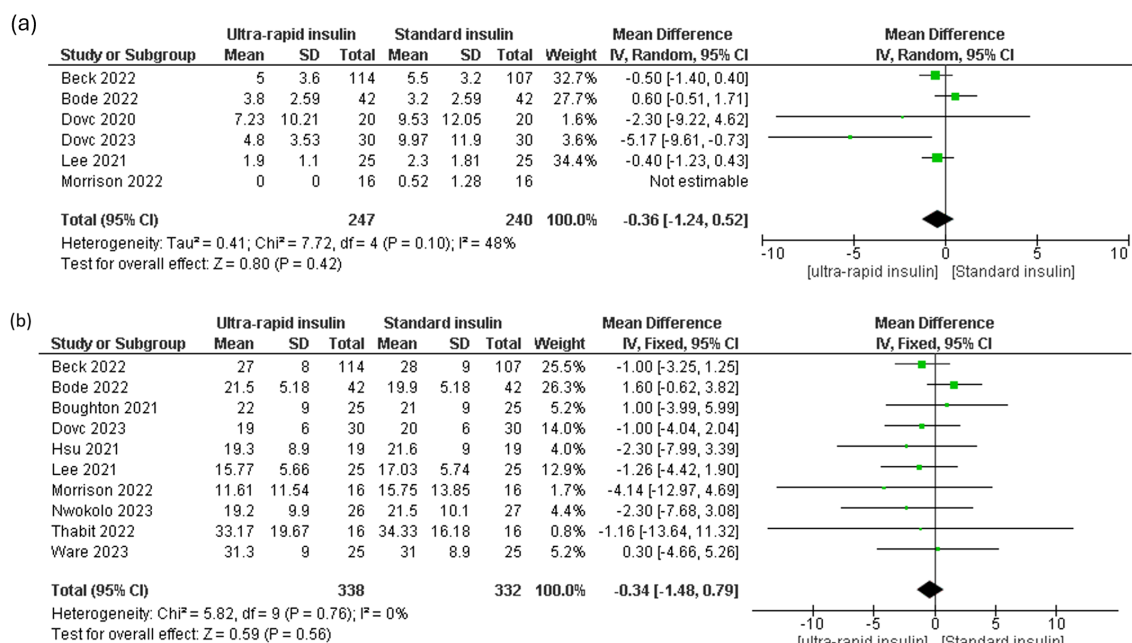 (a)
Ultra-rapid insulin Standard insulin Mean Difference Mean Difference
Study or Subgroup Mean SD Total Mean SD Total Weight IV, Random, 95% CI IV, Random, 95% CI
Beck 2022 5 3.6 114 5.5 3.2 107 32.7% -0.50 [-1.40, 0.40]
Bode 2022 3.8 2.59 42 3.2 2.59 42 27.7% 0.60 [-0.51, 1.71]
Dovc 2020 7.23 10.21 20 9.53 12.05 20 1.6% -2.30 [-9.22, 4.62]
Dovc 2023 4.8 3.53 30 9.97 11.9 30 3.6% -5.17 [-9.61, -0.73]
Lee 2021 1.9 1.1 25 2.3 1.81 25 34.4% -0.40 [-1.23, 0.43]
Morrison 2022 0 0 16 0.52 1.28 16 Not estimable
Total (95% CI) 247 240 100.0% -0.36 [-1.24, 0.52]
Heterogeneity: Tau² = 0.41; Chi² = 7.72, df = 4 (P = 0.10); I² = 48%
Test for overall effect: Z = 0.80 (P = 0.42)
-10 -5 0 5 10
[ultra-rapid insulin] [Standard insulin]
(b)
Ultra-rapid insulin Standard insulin Mean Difference Mean Difference
Study or Subgroup Mean SD Total Mean SD Total Weight IV, Fixed, 95% CI IV, Fixed, 95% CI
Beck 2022 27 8 114 28 9 107 25.5% -1.00 [-3.25, 1.25]
Bode 2022 21.5 5.18 42 19.9 5.18 42 26.3% 1.60 [-0.62, 3.82]
Boughton 2021 22 9 25 21 9 25 5.2% 1.00 [-3.99, 5.99]
Dovc 2023 19 6 30 20 6 30 14.0% -1.00 [-4.04, 2.04]
Hsu 2021 19.3 8.9 19 21.6 9 19 4.0% -2.30 [-7.99, 3.39]
Lee 2021 15.77 5.66 25 17.03 5.74 25 12.9% -1.26 [-4.42, 1.90]
Morrison 2022 11.61 11.54 16 15.75 13.85 16 1.7% -4.14 [-12.97, 4.69]
Nwokolo 2023 19.2 9.9 26 21.5 10.1 27 4.4% -2.30 [-7.68, 3.08]
Thabit 2022 33.17 19.67 16 34.33 16.18 16 0.8% -1.16 [-13.64, 11.32]
Ware 2023 31.3 9 25 31 8.9 25 5.2% 0.30 [-4.66, 5.26]
Total (95% CI) 338 332 100.0% -0.34 [-1.48, 0.79]
Heterogeneity: Chi² = 5.82, df = 9 (P = 0.76); I² = 0%
Test for overall effect: Z = 0.59 (P = 0.56)
-10 -5 0 5 10
[ultra-rapid insulin] [Standard insulin]